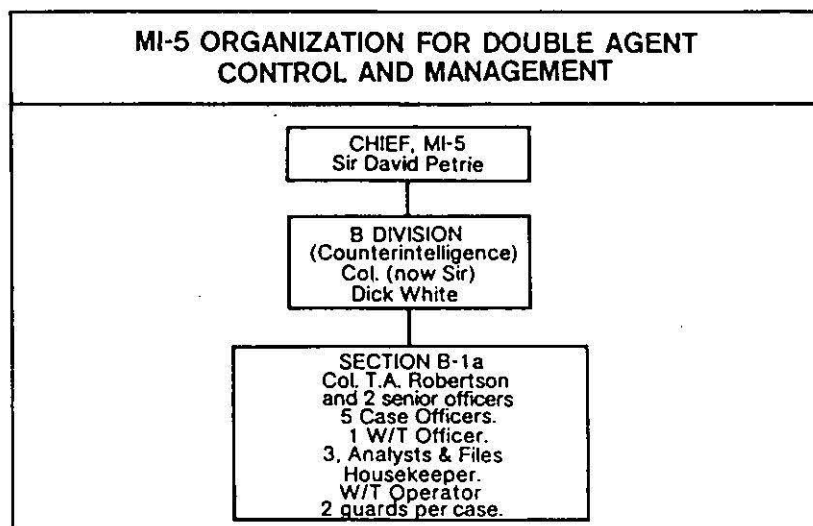 MI-5 ORGANIZATION FOR DOUBLE AGENT
CONTROL AND MANAGEMENT
CHIEF, MI-5
Sir David Petrie
B DIVISION
(Counterintelligence)
Col. (now Sir)
Dick White
SECTION B-1a
Col. T.A. Robertson
and 2 senior officers
5 Case Officers.
1 W/T Officer.
3, Analysts & Files
Housekeeper.
W/T Operator
2 guards per case.